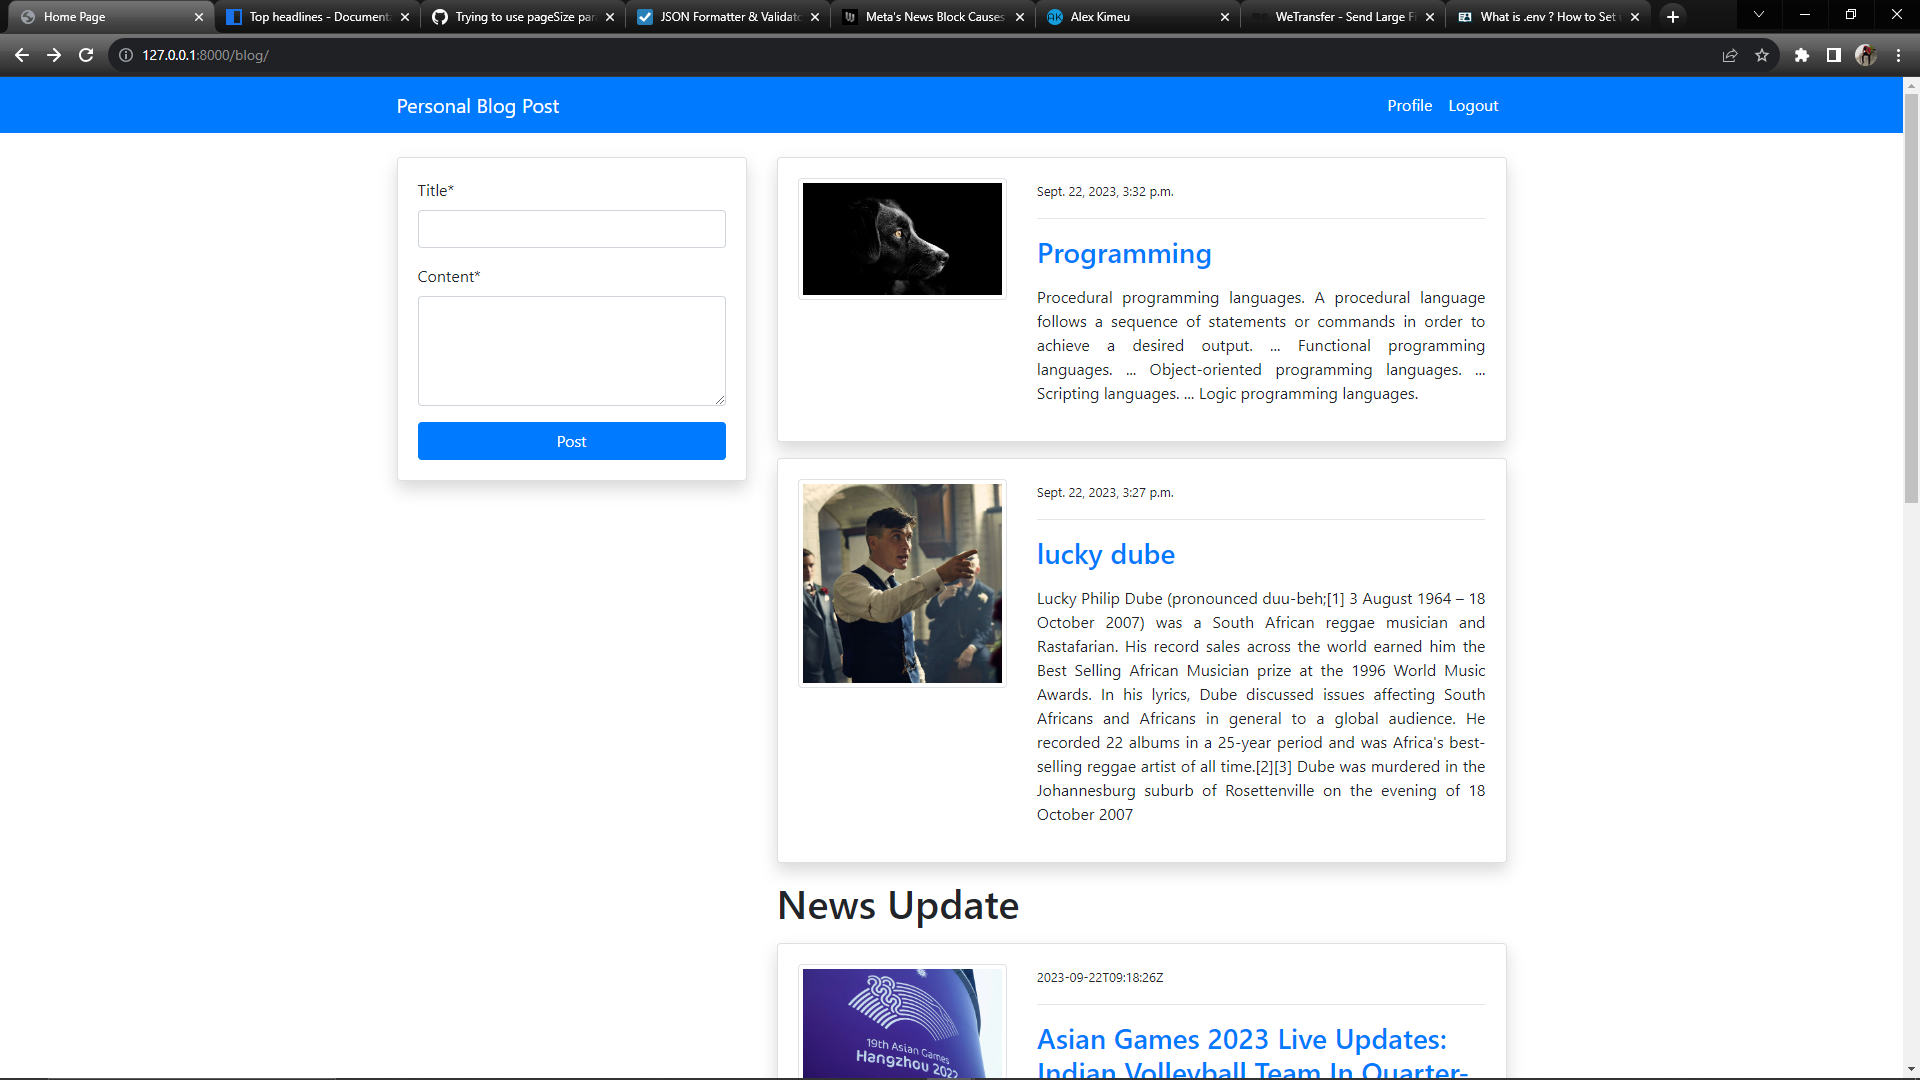 Home Page
Top headlines - Document
Trying to use pageSize par
JSON Formatter & Validato
Meta's News Block Causes
AK Alex Kimeu
WeTransfer - Send Large Fi
What is .env ? How to Set
127.0.0.1:8000/blog/
Personal Blog Post
Profile
Logout
Title*
Content*
Post
Sept. 22, 2023, 3:32 p.m.
Programming
Procedural programming languages. A procedural language
follows a sequence of statements or commands in order to
achieve a desired output. ... Functional programming
languages. ... Object-oriented programming languages. ...
Scripting languages. ... Logic programming languages.
Sept. 22, 2023, 3:27 p.m.
lucky dube
Lucky Philip Dube (pronounced duu-beh;[1] 3 August 1964 – 18
October 2007) was a South African reggae musician and
Rastafarian. His record sales across the world earned him the
Best Selling African Musician prize at the 1996 World Music
Awards. In his lyrics, Dube discussed issues affecting South
Africans and Africans in general to a global audience. He
recorded 22 albums in a 25-year period and was Africa's best-
selling reggae artist of all time.[2][3] Dube was murdered in the
Johannesburg suburb of Rosettenville on the evening of 18
October 2007
News Update
19th Asian Games
Hangzhou 2022
2023-09-22T09:18:26Z
Asian Games 2023 Live Updates:
Indian Volleyball Team In Quarter-